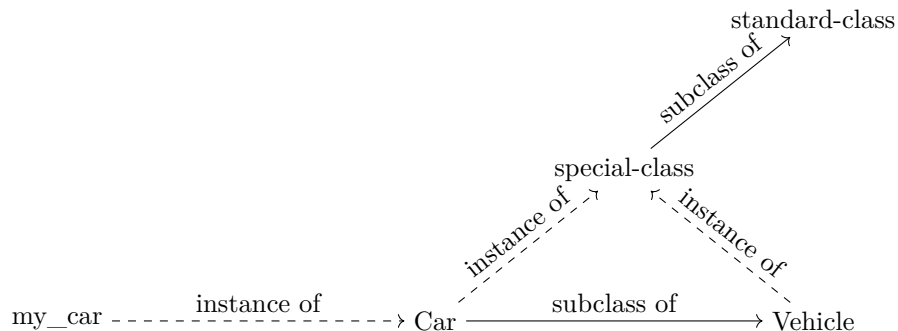 standard-class
subclass of
special-class
instance of
instance of
my_car
instance of
Car
subclass of
Vehicle